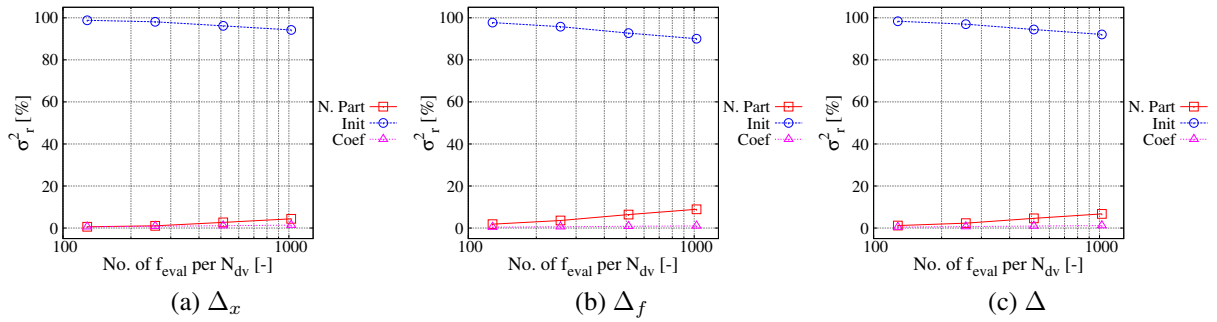 100
80
60
40
20
0
σ²r [%]
100
1000
No. of feval per Ndv [-]
N. Part
Init
Coef
(a) Δx
100
80
60
40
20
0
σ²r [%]
100
1000
No. of feval per Ndv [-]
N. Part
Init
Coef
(b) Δf
100
80
60
40
20
0
σ²r [%]
100
1000
No. of feval per Ndv [-]
N. Part
Init
Coef
(c) Δ